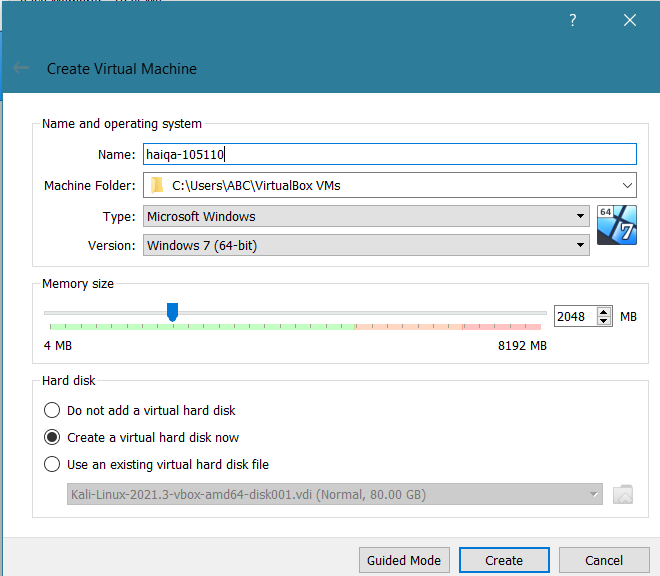 ?
Create Virtual Machine
Name and operating system
Name: haiqa-105110
Machine Folder: C:\Users\ABC\VirtualBox VMs
Type: Microsoft Windows
64
7
Version: Windows 7 (64-bit)
Memory size
2048 MB
4 MB 8192 MB
Hard disk
Do not add a virtual hard disk
Create a virtual hard disk now
Use an existing virtual hard disk file
Kali-Linux-2021.3-vbox-amd64-disk001.vdi (Normal, 80.00 GB)
Guided Mode Create Cancel